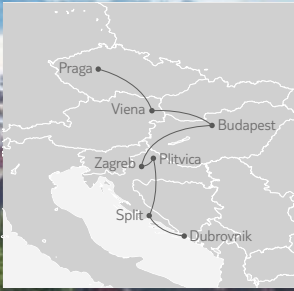 Praga
Viena
Budapest
Zagreb
Plitvica
Split
Dubrovnik